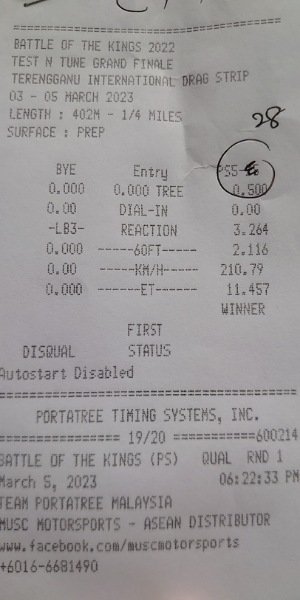 BATTLE OF THE KINGS 2022
TEST N TUNE GRAND FINALE
TERENGGANU INTERNATIONAL DRAG STRIP
03 - 05 MARCH 2023
LENGTH : 402M - 1/4 MILES
SURFACE : PREP
28
BYE Entry PS5-
0.000 0.000 TREE 0.500
0.00 DIAL-IN 0.00
-LB3- REACTION 3.264
0.000 ------60FT----- 2.116
0.00 ------KM/H----- 210.79
0.000 ------ET----- 11.457
WINNER
FIRST
DISQUAL STATUS
Autostart Disabled
PORTATREE TIMING SYSTEMS, INC.
================ 19/20 ===========600214
BATTLE OF THE KINGS (PS) QUAL RND 1
March 5, 2023 06:22:33 PM
TEAM PORTATREE MALAYSIA
MUSC MOTORSPORTS - ASEAN DISTRIBUTOR
www.facebook.com/muscmotorsports
+6016-6681490